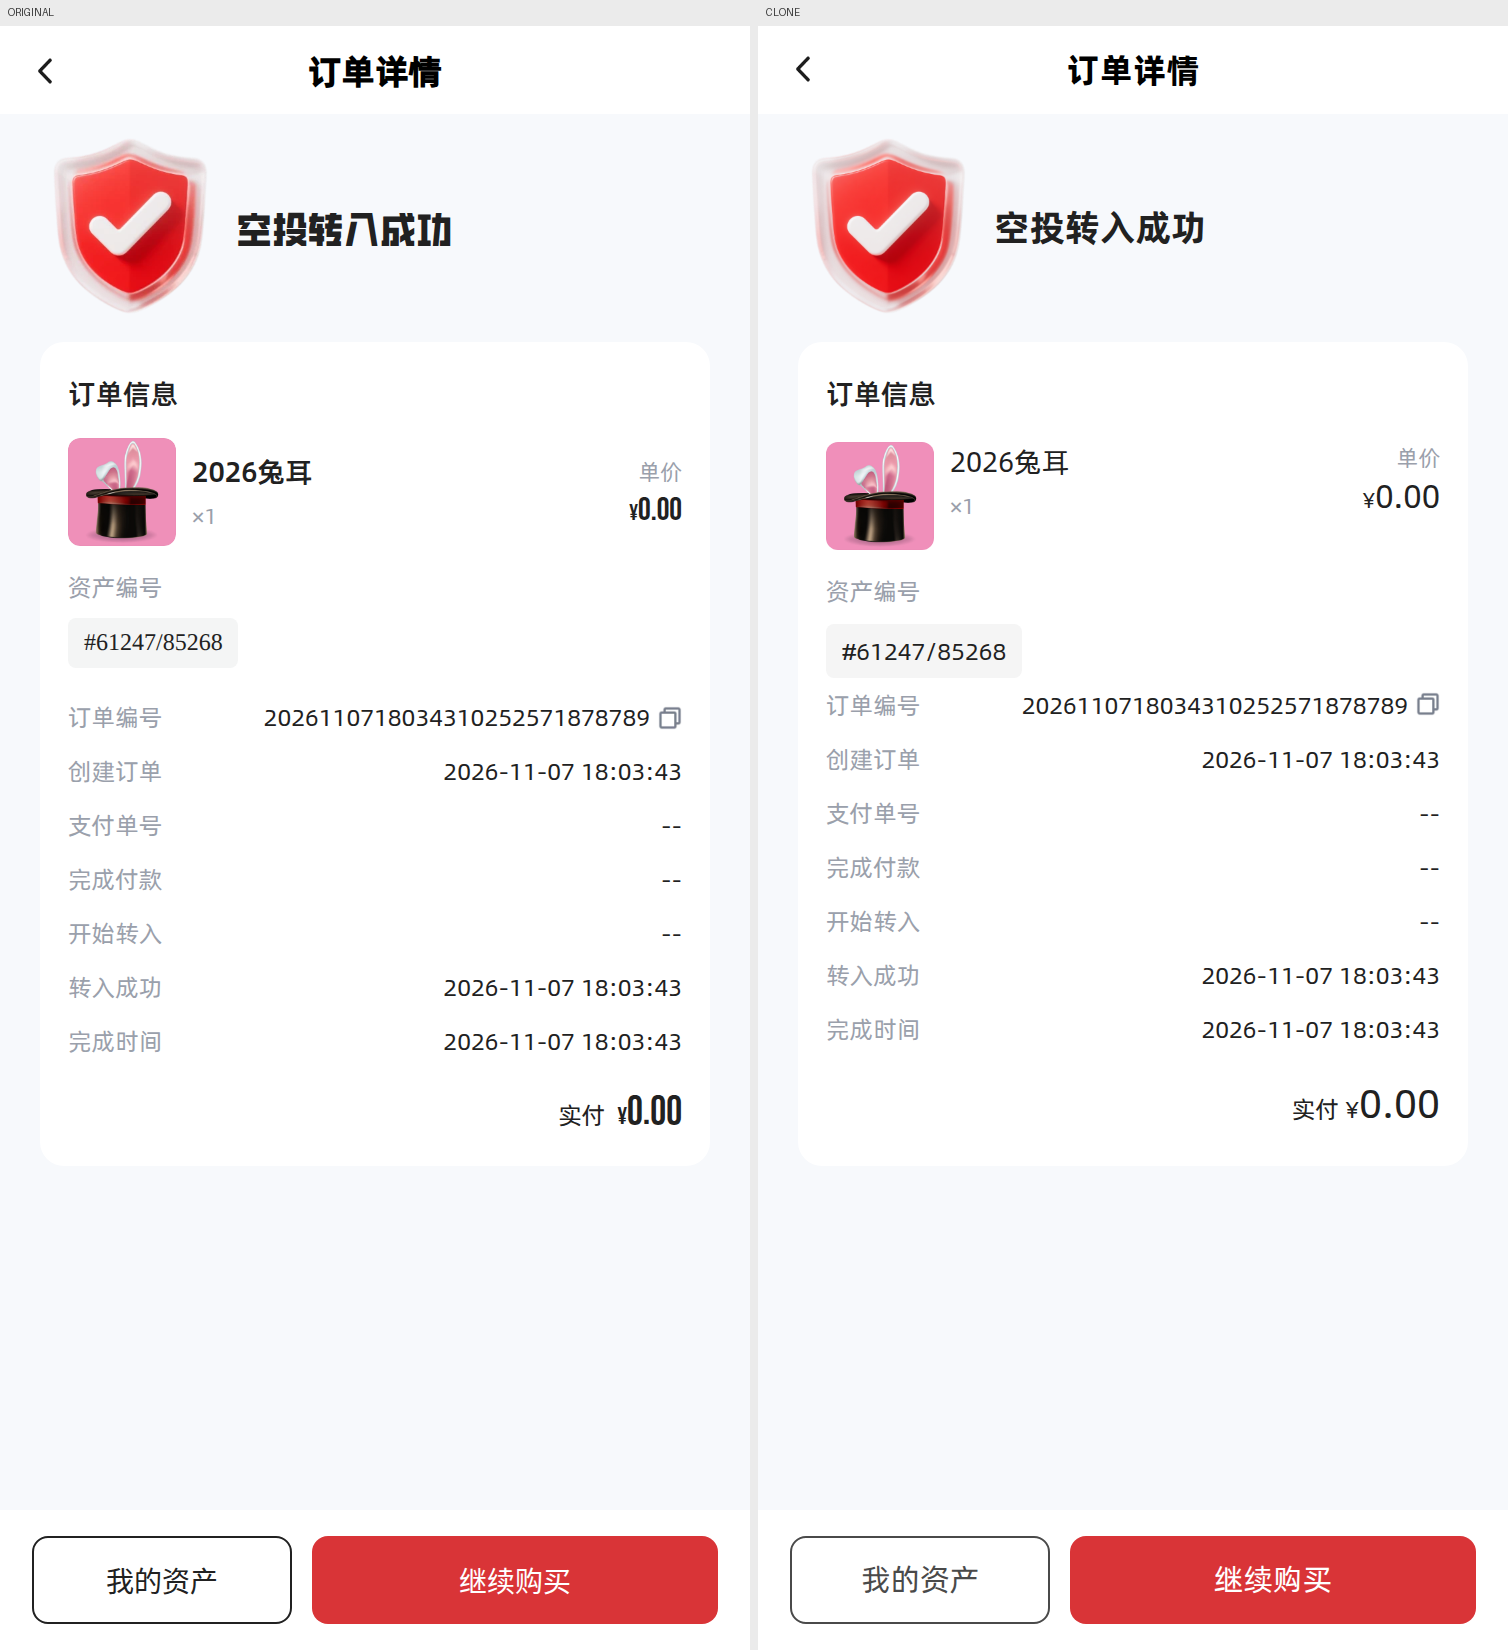 ORIGINAL
订单详情
空投转入成功
订单信息
2026兔耳
单价
×1
¥0.00
资产编号
#61247/85268
订单编号 2026110718034310252571878789
创建订单 2026-11-07 18:03:43
支付单号 --
完成付款 --
开始转入 --
转入成功 2026-11-07 18:03:43
完成时间 2026-11-07 18:03:43
实付 ¥0.00
我的资产 继续购买
CLONE
订单详情
空投转入成功
订单信息
2026兔耳
单价
×1
¥0.00
资产编号
#61247/85268
订单编号 2026110718034310252571878789
创建订单 2026-11-07 18:03:43
支付单号 --
完成付款 --
开始转入 --
转入成功 2026-11-07 18:03:43
完成时间 2026-11-07 18:03:43
实付 ¥0.00
我的资产 继续购买